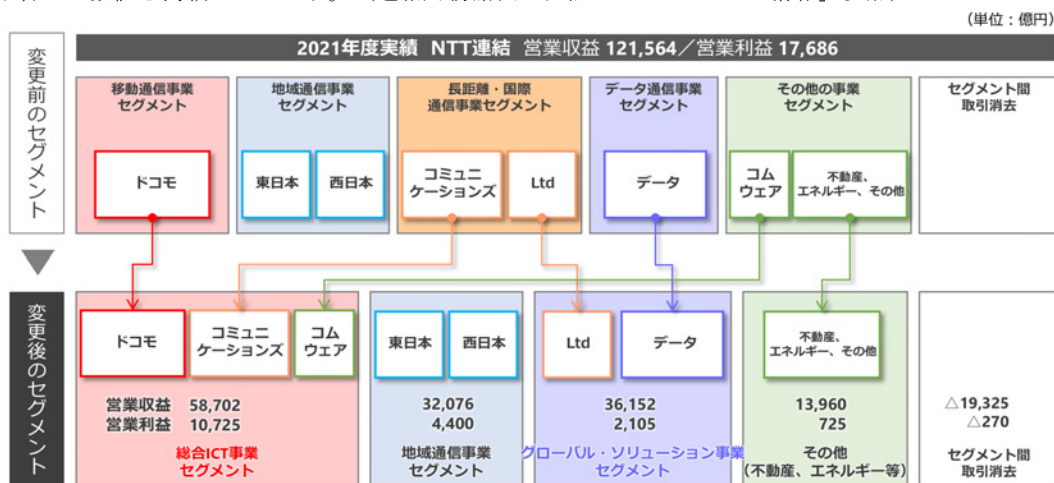 (単位：億円)
2021年度実績 NTT連結 営業収益 121,564／営業利益 17,686
変更前のセグメント
移動通信事業
セグメント
ドコモ
地域通信事業
セグメント
東日本 西日本
長距離・国際
通信事業セグメント
コミュニ
ケーションズ
Ltd
データ通信事業
セグメント
データ
その他の事業
セグメント
コム
ウェア
不動産、
エネルギー、その他
セグメント間
取引消去
変更後のセグメント
ドコモ
コミュニ
ケーションズ
コム
ウェア
営業収益 58,702
営業利益 10,725
総合ICT事業
セグメント
東日本 西日本
32,076
4,400
地域通信事業
セグメント
Ltd データ
36,152
2,105
グローバル・ソリューション事業
セグメント
不動産、
エネルギー、その他
13,960
725
その他
(不動産、エネルギー等)
△19,325
△270
セグメント間
取引消去